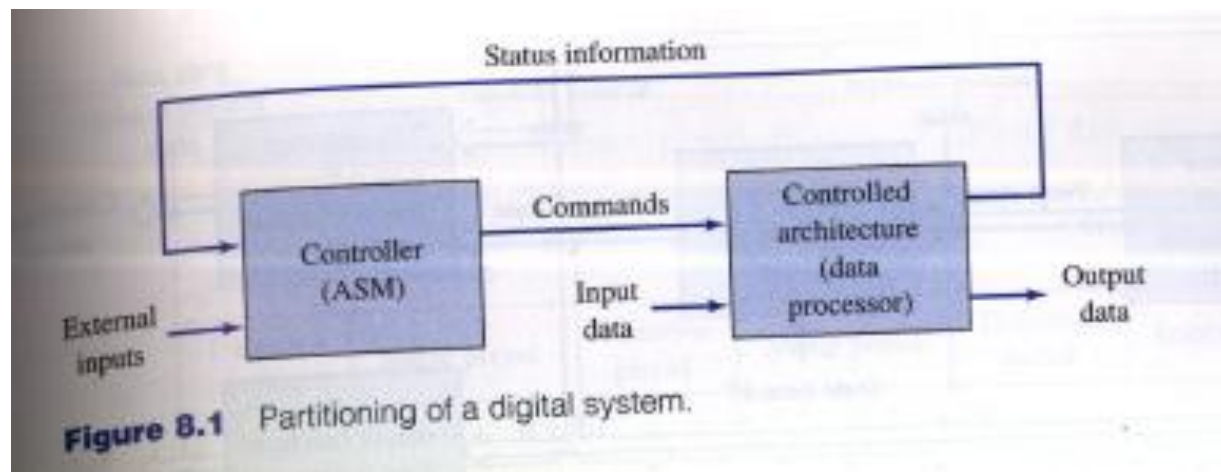 Status information
Commands
Controller
(ASM)
Controlled
architecture
(data
processor)
External
inputs
Input
data
Output
data
Figure 8.1 Partitioning of a digital system.